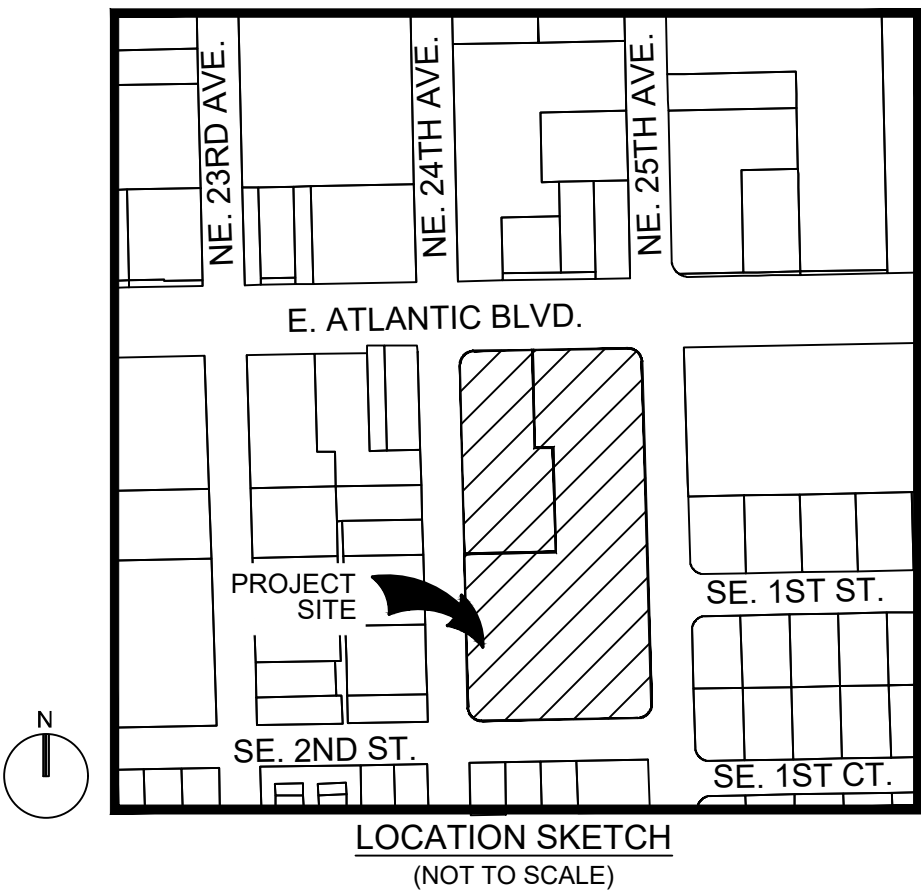 NE. 23RD AVE.
NE. 24TH AVE.
NE. 25TH AVE.
E. ATLANTIC BLVD.
PROJECT
SITE
SE. 1ST ST.
N
SE. 2ND ST.
SE. 1ST CT.
LOCATION SKETCH
(NOT TO SCALE)